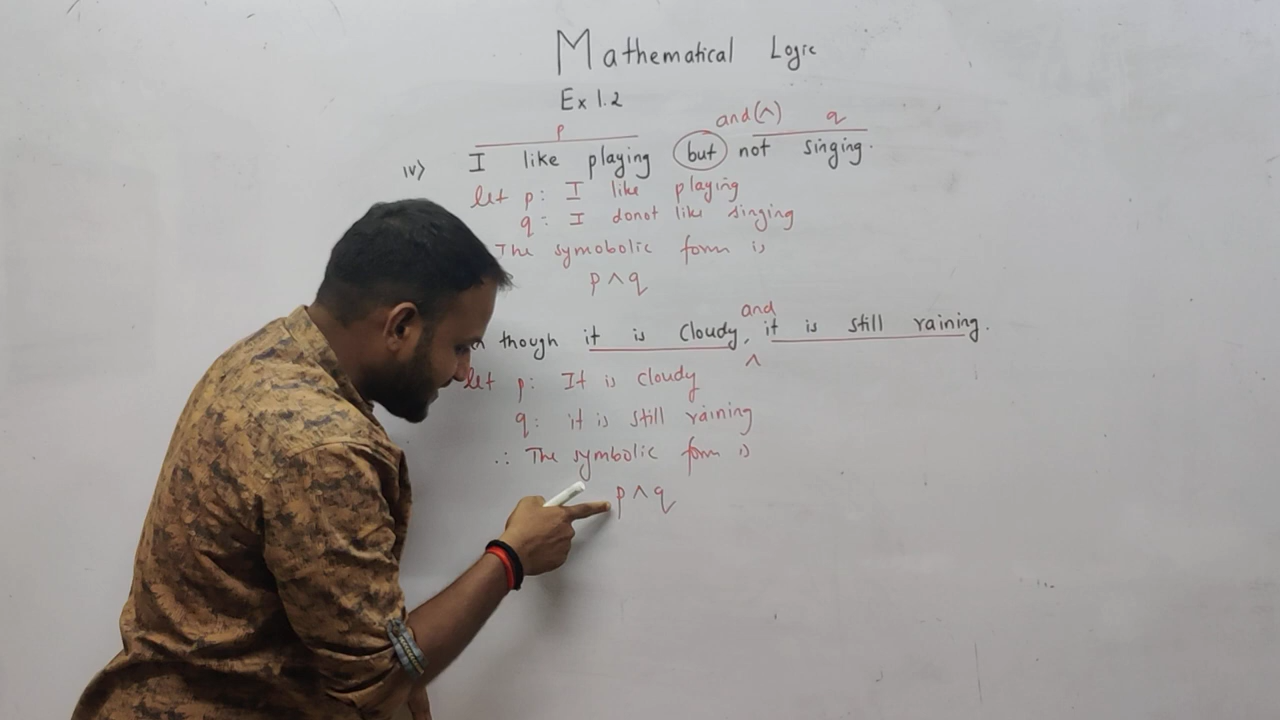 Mathematical Logic
Ex 1.2
p and(∧) q
iv) I like playing but not singing.
let p: I like playing
q: I donot like singing
The symobolic form is
p ∧ q
and
though it is cloudy, it is still raining.
∧
let p: It is cloudy
q: it is still raining
∴ The symbolic form is
p ∧ q